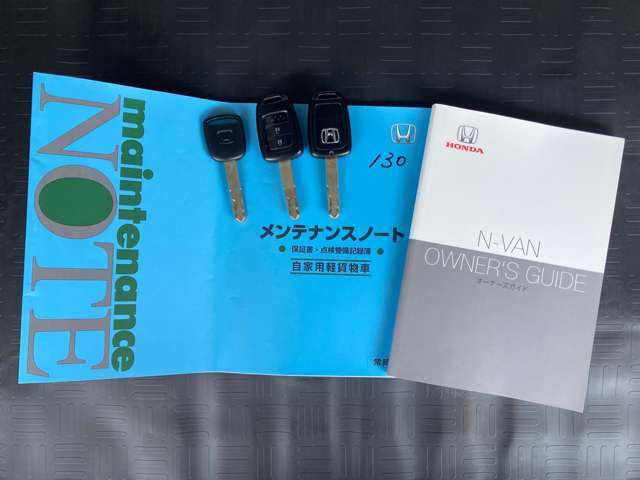 maintenance
NOTE
130
メンテナンスノート
保証書・点検整備記録簿
自家用軽貨物車
HONDA
N-VAN
OWNER'S GUIDE
オーナーズガイド